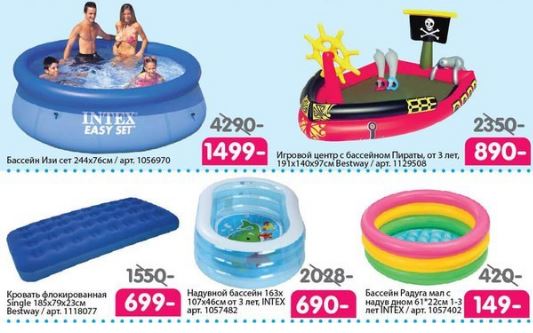 INTEX
EASY SET
4290-
1499-
Бассейн Изи сет 244х76см / арт. 1056970
2350-
890-
Игровой центр с бассейном Пираты, от 3 лет,
191х140х97см Bestway / арт. 1129508
1550-
699-
Кровать флокированная
Single 185х79х23см
Bestway / арт. 1118077
2028-
690-
Надувной бассейн 163х
107х46см от 3 лет, INTEX
арт. 1057482
420-
149-
Бассейн Радуга мал с
надув дном 61*22см 1-3
лет INTEX / арт. 1057402